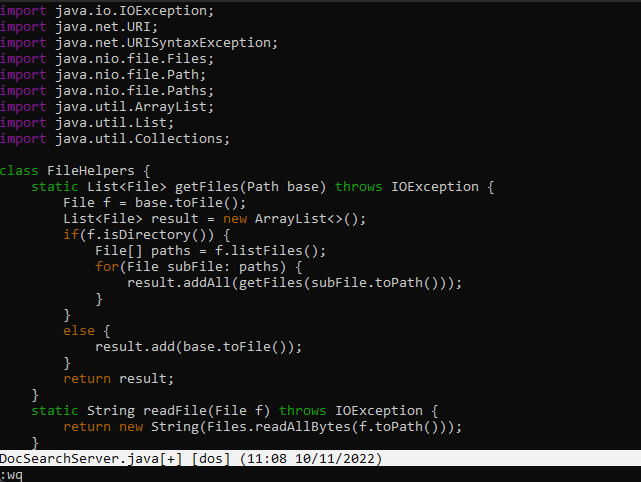 import java.io.IOException;
import java.net.URI;
import java.net.URISyntaxException;
import java.nio.file.Files;
import java.nio.file.Path;
import java.nio.file.Paths;
import java.util.ArrayList;
import java.util.List;
import java.util.Collections;

class FileHelpers {
    static List<File> getFiles(Path base) throws IOException {
        File f = base.toFile();
        List<File> result = new ArrayList<>();
        if(f.isDirectory()) {
            File[] paths = f.listFiles();
            for(File subFile: paths) {
                result.addAll(getFiles(subFile.toPath()));
            }
        }
        else {
            result.add(base.toFile());
        }
        return result;
    }
    static String readFile(File f) throws IOException {
        return new String(Files.readAllBytes(f.toPath()));
    }
DocSearchServer.java[+] [dos] (11:08 10/11/2022)
:wq